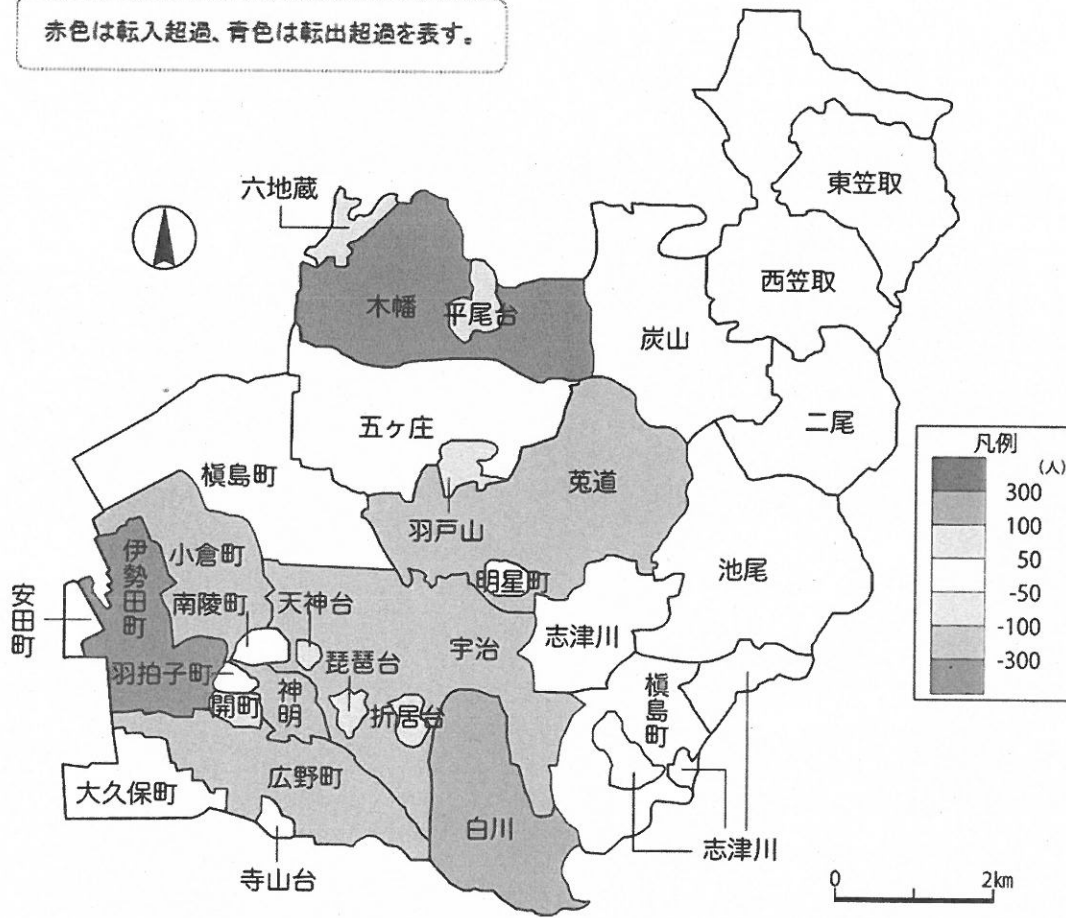 赤色は転入超過、青色は転出超過を表す。
六地蔵
東笠取
西笠取
木幡
平尾台
炭山
二尾
五ヶ庄
槇島町
羽戸山
莵道
凡例
(人)
300
100
50
-50
-100
-300
伊勢田町
小倉町
明星町
池尾
安田町
南陵町
天神台
志津川
羽拍子町
琵琶台
宇治
槇島町
開町
神明
折居台
大久保町
広野町
白川
志津川
寺山台
0
2km